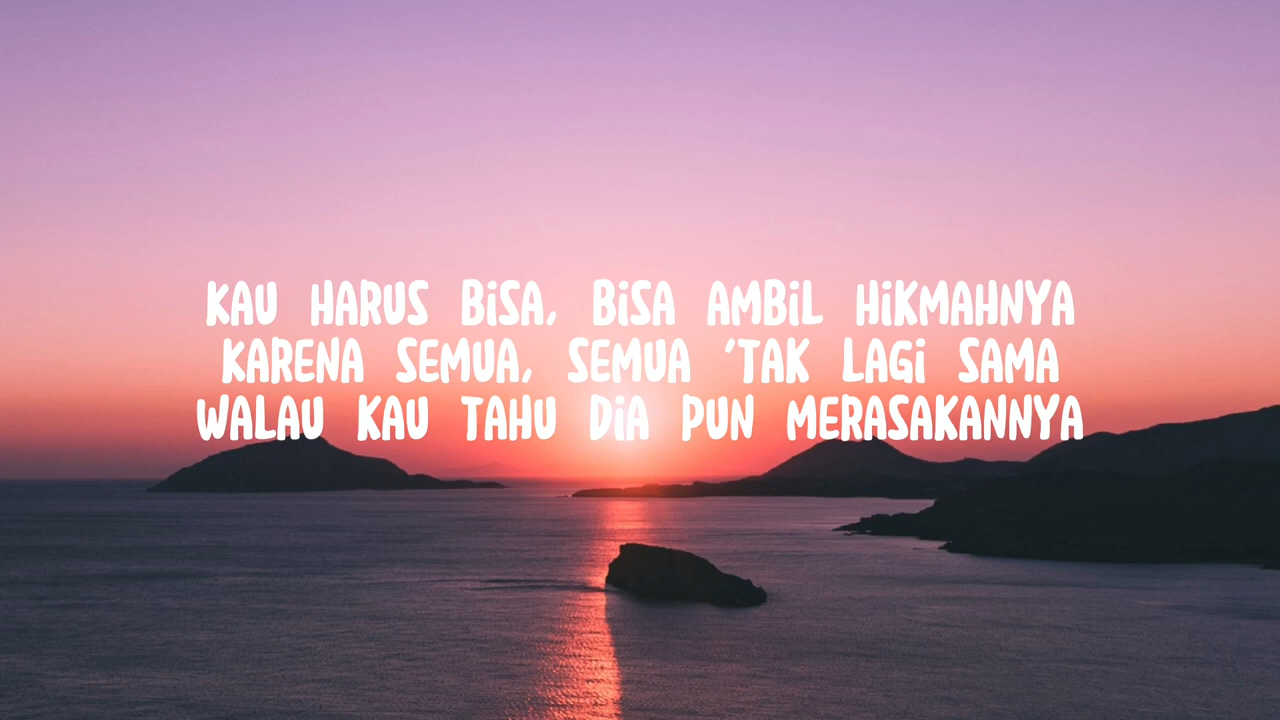 KAU HARUS BiSA, BiSA AMBiL HiKMAHNYA
KARENA SEMUA, SEMUA 'TAK LAGi SAMA
WALAU KAU TAHU DiA PUN MERASAKANNYA